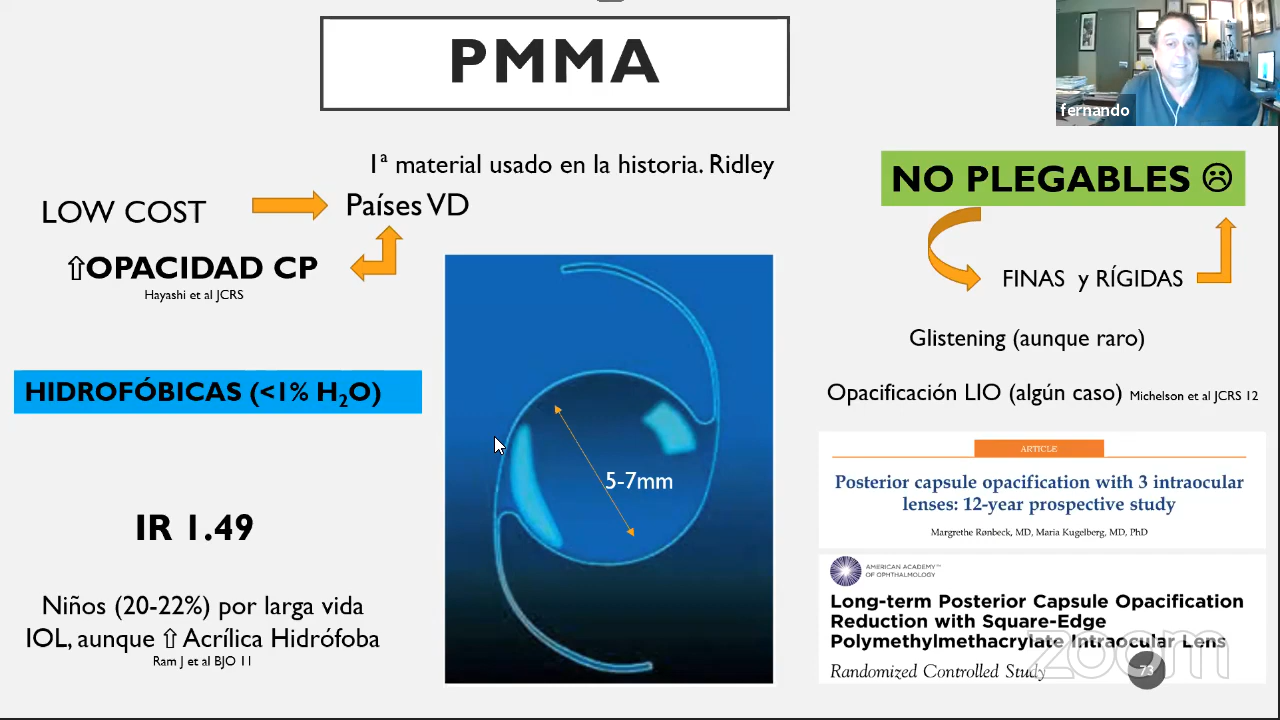 PMMA
fernando
1ª material usado en la historia. Ridley
LOW COST
Países VD
⇧OPACIDAD CP
Hayashi et al JCRS
HIDROFÓBICAS (<1% H₂O)
IR 1.49
Niños (20-22%) por larga vida
IOL, aunque ⇧ Acrílica Hidrófoba
Ram J et al BJO 11
5-7mm
NO PLEGABLES ☹
FINAS y RÍGIDAS
Glistening (aunque raro)
Opacificación LIO (algún caso) Michelson et al JCRS 12
ARTICLE
Posterior capsule opacification with 3 intraocular
lenses: 12-year prospective study
Margrethe Rønbeck, MD, Maria Kugelberg, MD, PhD
AMERICAN ACADEMY™
OF OPHTHALMOLOGY
Long-term Posterior Capsule Opacification
Reduction with Square-Edge
Polymethylmethacrylate Intraocular Lens
Randomized Controlled Study
73
zoom